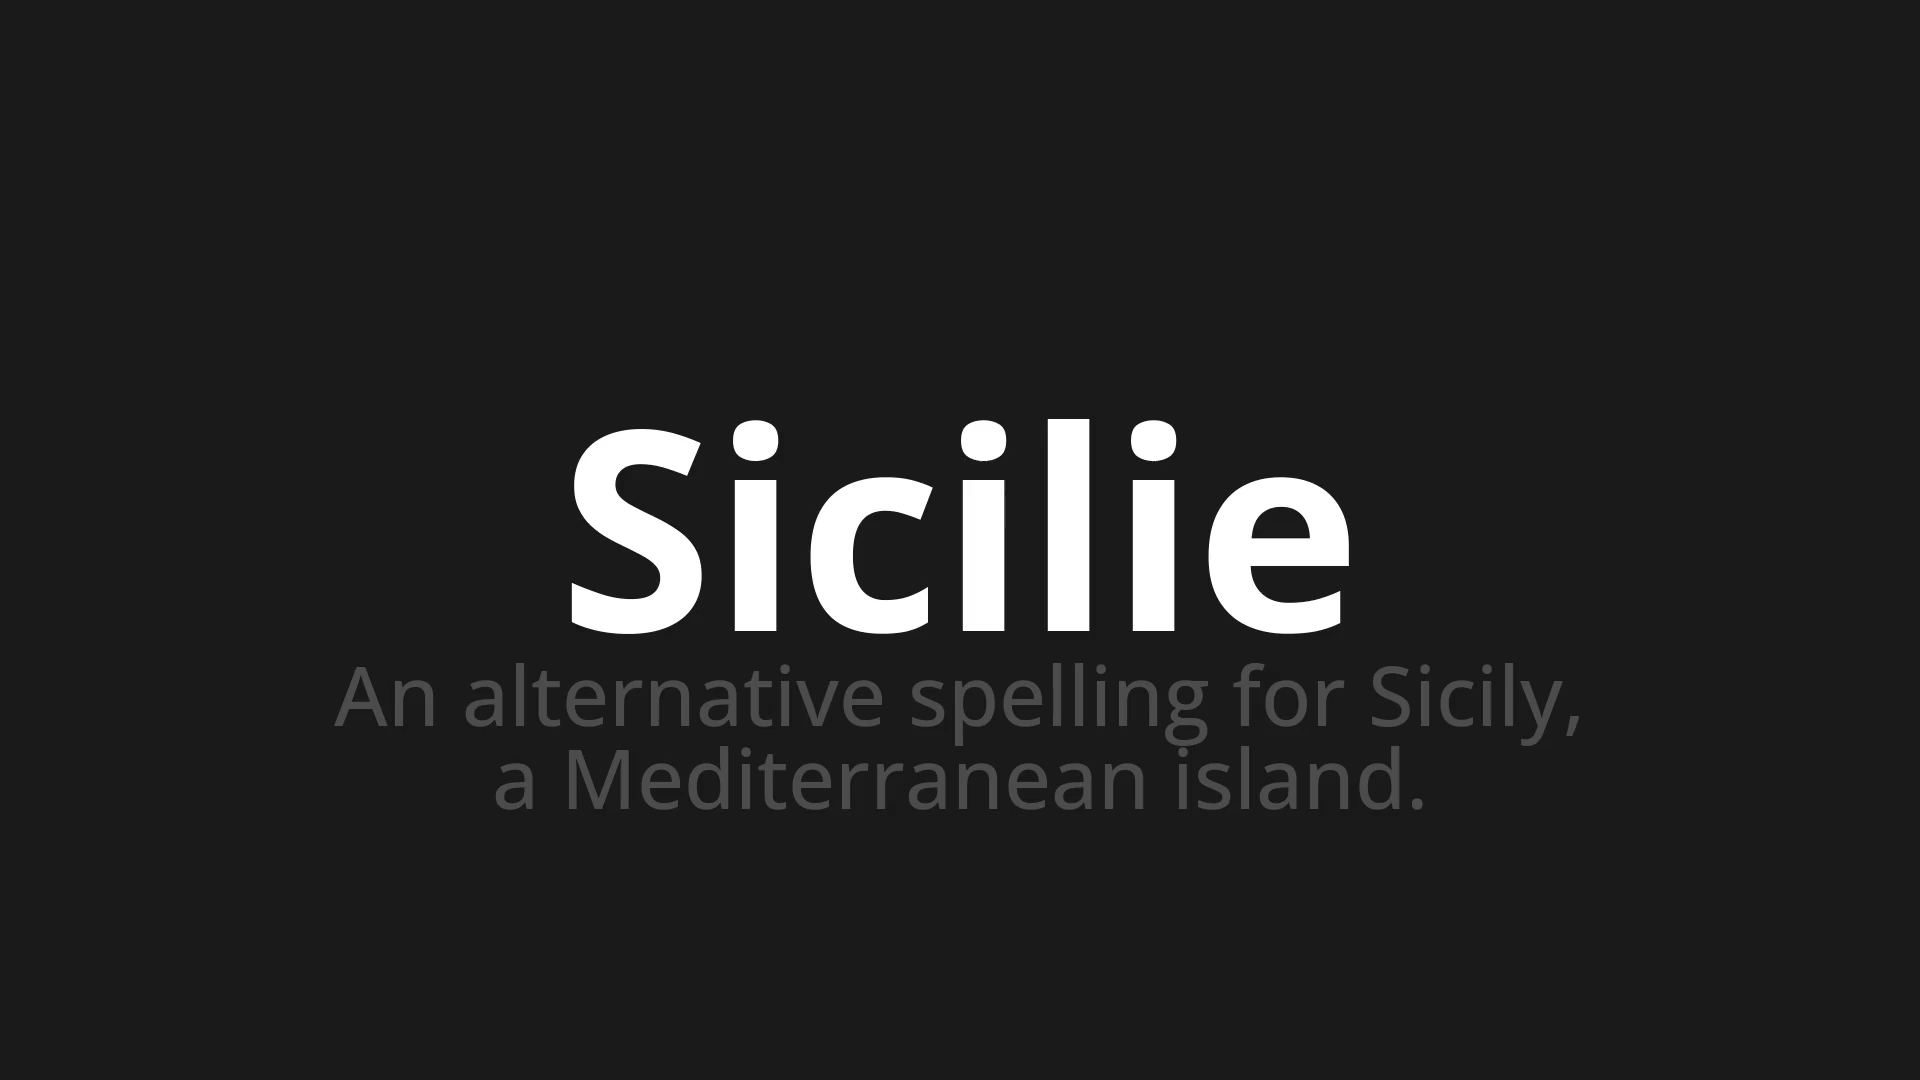 Sicilie
An alternative spelling for Sicily,
a Mediterranean island.